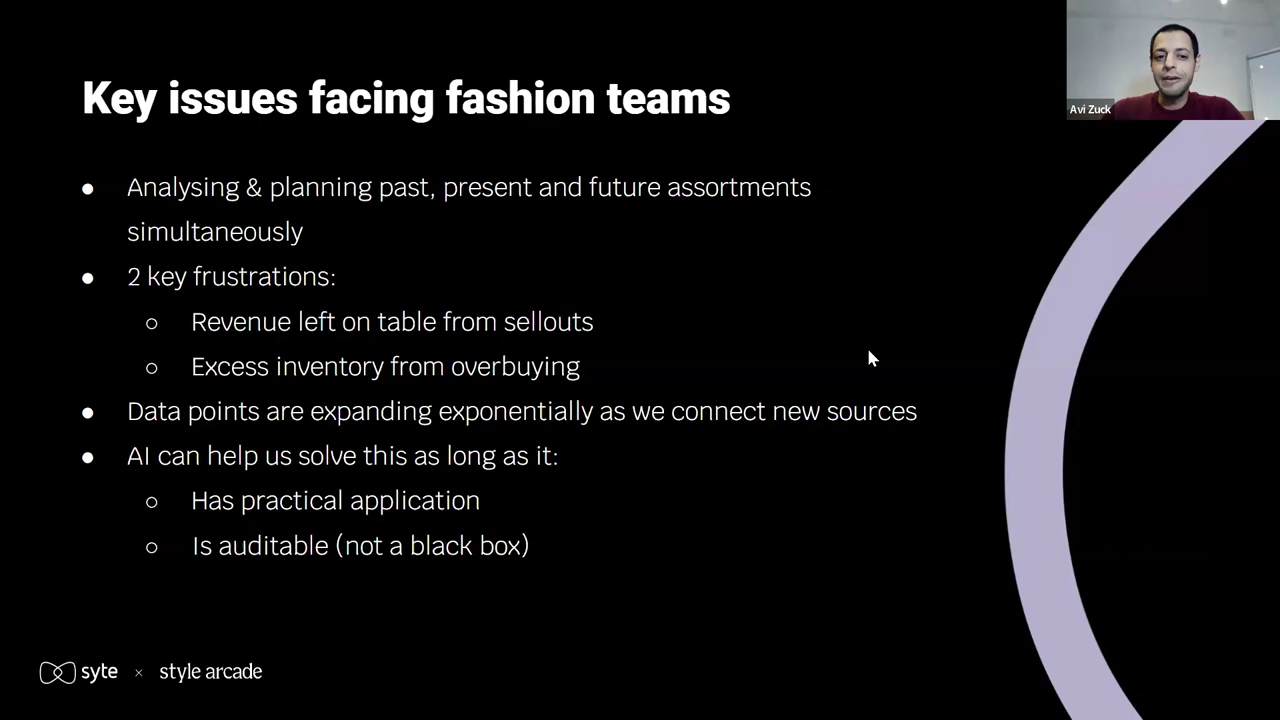 Key issues facing fashion teams
Avi Zuck
● Analysing & planning past, present and future assortments
simultaneously
● 2 key frustrations:
○ Revenue left on table from sellouts
○ Excess inventory from overbuying
● Data points are expanding exponentially as we connect new sources
● AI can help us solve this as long as it:
○ Has practical application
○ Is auditable (not a black box)
syte × style arcade